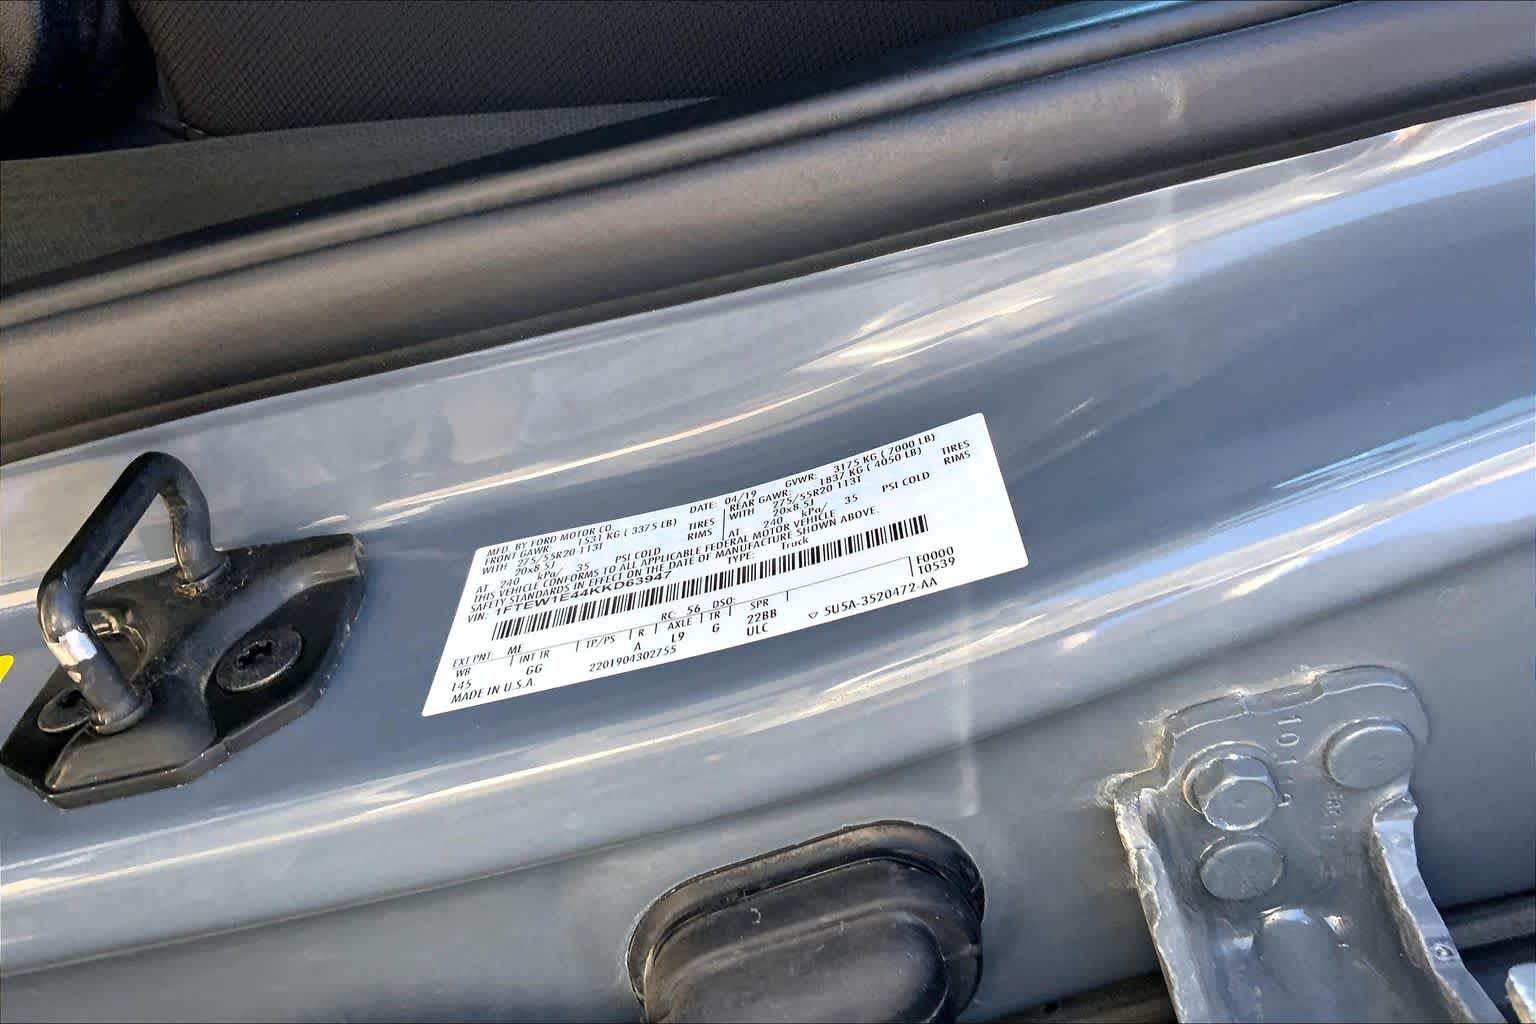 MFD. BY FORD MOTOR CO. DATE: 04/19 GVWR: 3175 KG ( 7000 LB)
FRONT GAWR: 1531 KG ( 3375 LB) REAR GAWR: 1837 KG ( 4050 LB)
WITH 275/55R20 113T TIRES WITH 275/55R20 113T TIRES
20x8.5J RIMS 20x8.5J RIMS
AT 240 kPa/ 35 PSI COLD AT 240 kPa/ 35 PSI COLD
THIS VEHICLE CONFORMS TO ALL APPLICABLE FEDERAL MOTOR VEHICLE
SAFETY STANDARDS IN EFFECT ON THE DATE OF MANUFACTURE SHOWN ABOVE.
VIN: 1FTEW1E44KKD63947 TYPE: Truck
F0000
T0539
EXT PNT: ME RC: 56 DSO:
WB INT TR TP/PS R AXLE TR SPR
145 GG A L9 G 22BB
MADE IN U.S.A. 2201904302755 ULC 5U5A-3520472-AA